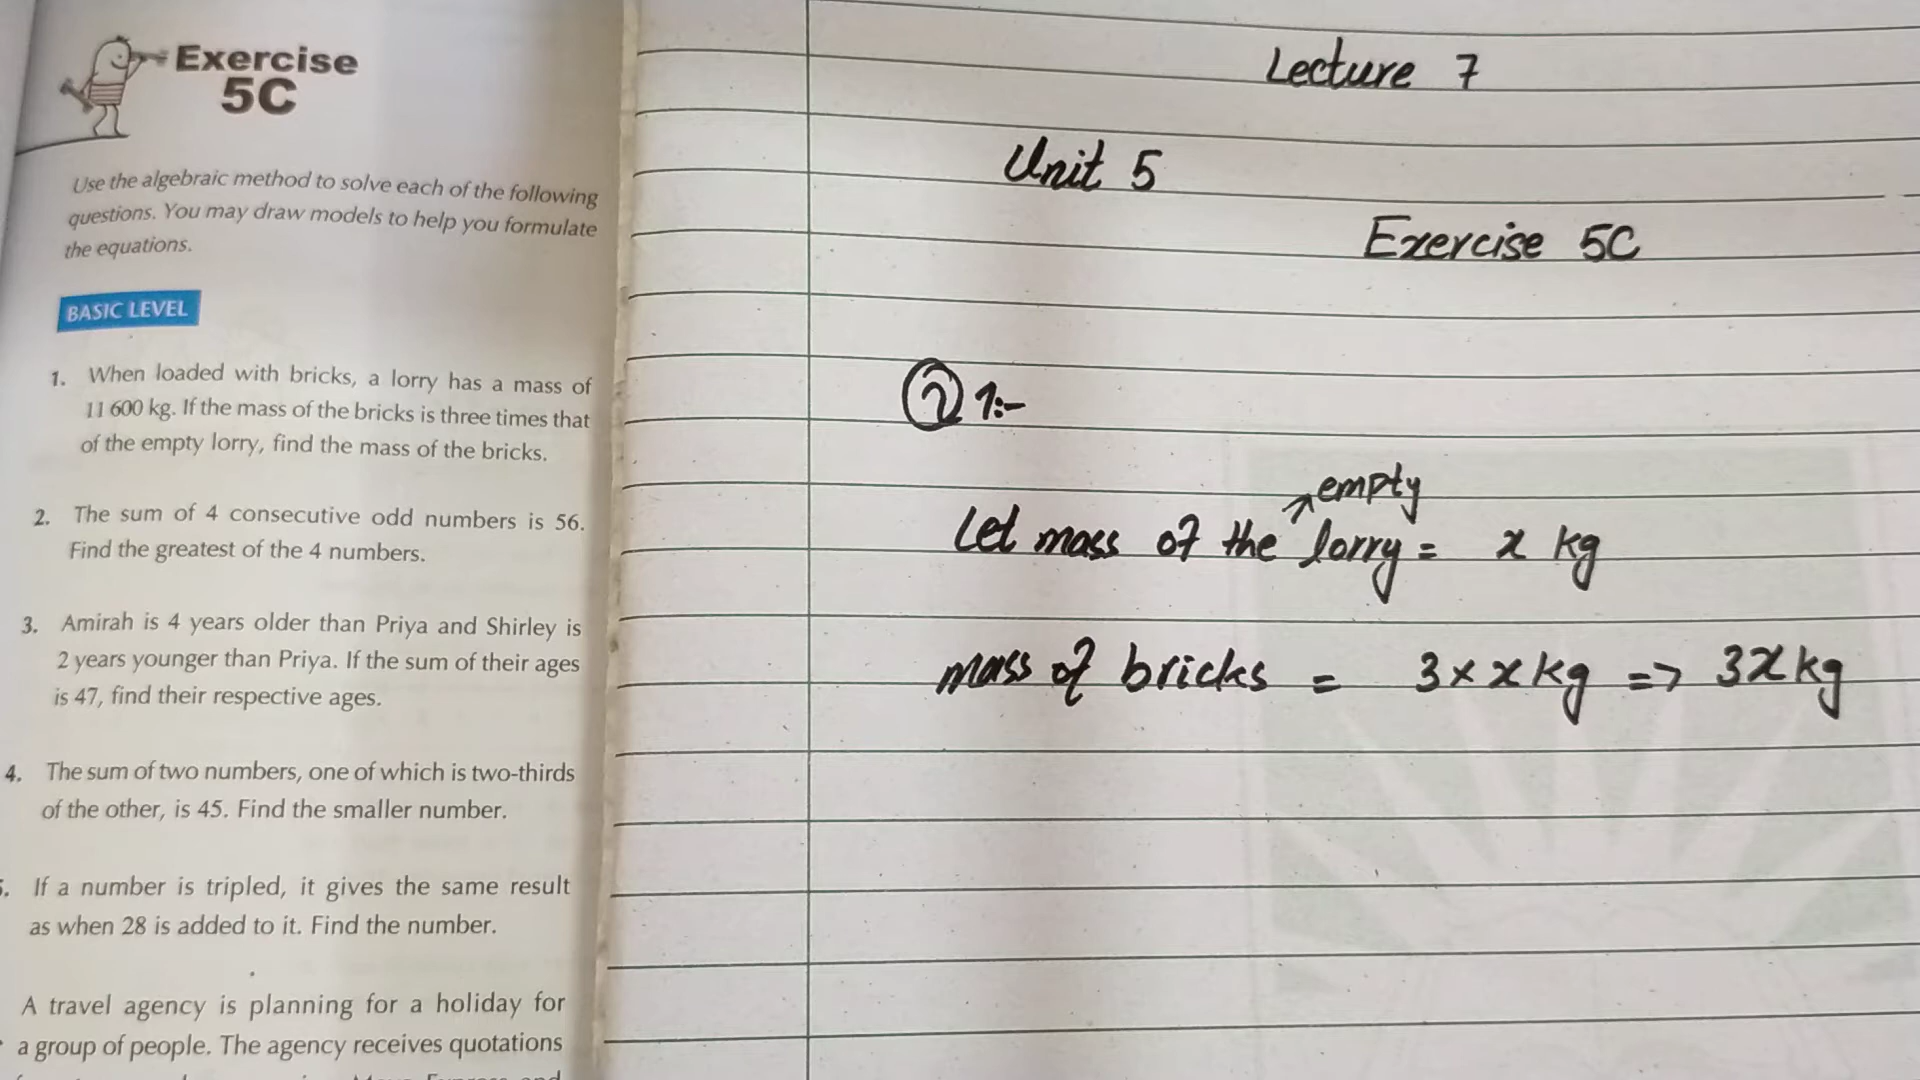 Exercise
5C
Use the algebraic method to solve each of the following
questions. You may draw models to help you formulate
the equations.
BASIC LEVEL
1. When loaded with bricks, a lorry has a mass of
11 600 kg. If the mass of the bricks is three times that
of the empty lorry, find the mass of the bricks.
2. The sum of 4 consecutive odd numbers is 56.
Find the greatest of the 4 numbers.
3. Amirah is 4 years older than Priya and Shirley is
2 years younger than Priya. If the sum of their ages
is 47, find their respective ages.
4. The sum of two numbers, one of which is two-thirds
of the other, is 45. Find the smaller number.
5. If a number is tripled, it gives the same result
as when 28 is added to it. Find the number.
A travel agency is planning for a holiday for
a group of people. The agency receives quotations
Lecture 7
Unit 5
Exercise 5C
Q 1:-
empty
Let mass of the lorry = x kg
mass of bricks = 3 × x kg => 3x kg